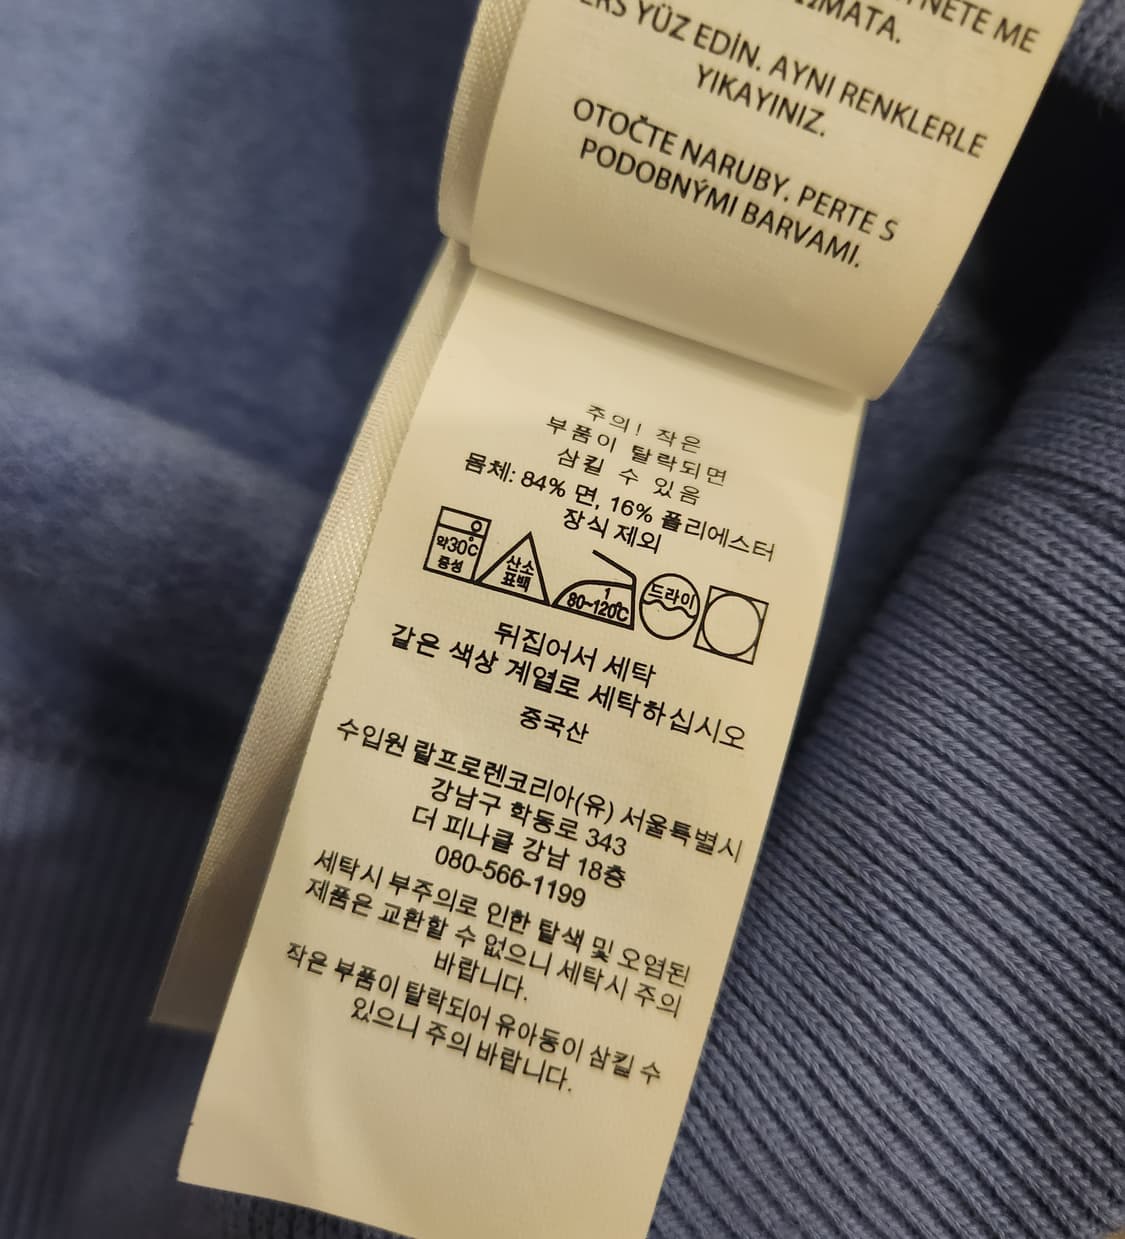 NETE ME
ΜΑΤΑ.
YÜZ EDİN. AYNI RENKLERLE
YIKAYINIZ.
OTOČTE NARUBY. PERTE S
PODOBNÝMI BARVAMI.
주의! 작은
부품이 탈락되면
삼킬 수 있음
몸체: 84% 면, 16% 폴리에스터
장식 제외
약30℃
중성
산소
표백
1
80~120℃
드라이
뒤집어서 세탁
같은 색상 계열로 세탁하십시오
중국산
수입원 랄프로렌코리아(유) 서울특별시
강남구 학동로 343
더 피나클 강남 18층
080-566-1199
세탁시 부주의로 인한 탈색 및 오염된
제품은 교환할 수 없으니 세탁시 주의
바랍니다.
작은 부품이 탈락되어 유아동이 삼킬 수
있으니 주의 바랍니다.